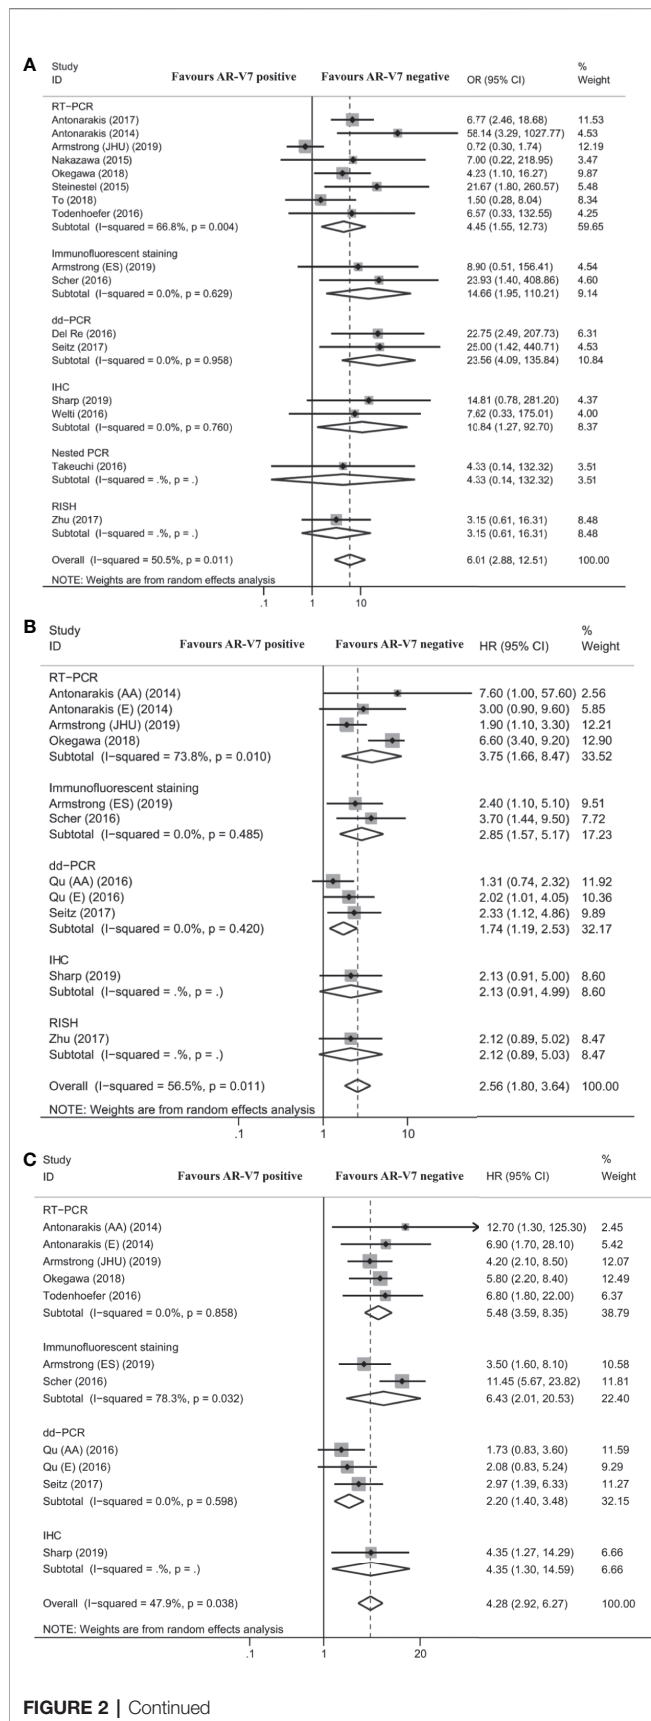 A
Study
ID
Favours AR-V7 positive
Favours AR-V7 negative
OR (95% CI)
%
Weight
RT−PCR
Antonarakis (2017) 6.77 (2.46, 18.68) 11.53
Antonarakis (2014) 58.14 (3.29, 1027.77) 4.53
Armstrong (JHU) (2019) 0.72 (0.30, 1.74) 12.19
Nakazawa (2015) 7.00 (0.22, 218.95) 3.47
Okegawa (2018) 4.23 (1.10, 16.27) 9.87
Steinestel (2015) 21.67 (1.80, 260.57) 5.48
To (2018) 1.50 (0.28, 8.04) 8.34
Todenhoefer (2016) 6.57 (0.33, 132.55) 4.25
Subtotal (I−squared = 66.8%, p = 0.004) 4.45 (1.55, 12.73) 59.65
Immunofluorescent staining
Armstrong (ES) (2019) 8.90 (0.51, 156.41) 4.54
Scher (2016) 23.93 (1.40, 408.86) 4.60
Subtotal (I−squared = 0.0%, p = 0.629) 14.66 (1.95, 110.21) 9.14
dd−PCR
Del Re (2016) 22.75 (2.49, 207.73) 6.31
Seitz (2017) 25.00 (1.42, 440.71) 4.53
Subtotal (I−squared = 0.0%, p = 0.958) 23.56 (4.09, 135.84) 10.84
IHC
Sharp (2019) 14.81 (0.78, 281.20) 4.37
Welti (2016) 7.62 (0.33, 175.01) 4.00
Subtotal (I−squared = 0.0%, p = 0.760) 10.84 (1.27, 92.70) 8.37
Nested PCR
Takeuchi (2016) 4.33 (0.14, 132.32) 3.51
Subtotal (I−squared = .%, p = .) 4.33 (0.14, 132.32) 3.51
RISH
Zhu (2017) 3.15 (0.61, 16.31) 8.48
Subtotal (I−squared = .%, p = .) 3.15 (0.61, 16.31) 8.48
Overall (I−squared = 50.5%, p = 0.011) 6.01 (2.88, 12.51) 100.00
NOTE: Weights are from random effects analysis
.1 1 10
B
Study
ID
Favours AR-V7 positive
Favours AR-V7 negative
HR (95% CI)
%
Weight
RT−PCR
Antonarakis (AA) (2014) 7.60 (1.00, 57.60) 2.56
Antonarakis (E) (2014) 3.00 (0.90, 9.60) 5.85
Armstrong (JHU) (2019) 1.90 (1.10, 3.30) 12.21
Okegawa (2018) 6.60 (3.40, 9.20) 12.90
Subtotal (I−squared = 73.8%, p = 0.010) 3.75 (1.66, 8.47) 33.52
Immunofluorescent staining
Armstrong (ES) (2019) 2.40 (1.10, 5.10) 9.51
Scher (2016) 3.70 (1.44, 9.50) 7.72
Subtotal (I−squared = 0.0%, p = 0.485) 2.85 (1.57, 5.17) 17.23
dd−PCR
Qu (AA) (2016) 1.31 (0.74, 2.32) 11.92
Qu (E) (2016) 2.02 (1.01, 4.05) 10.36
Seitz (2017) 2.33 (1.12, 4.86) 9.89
Subtotal (I−squared = 0.0%, p = 0.420) 1.74 (1.19, 2.53) 32.17
IHC
Sharp (2019) 2.13 (0.91, 5.00) 8.60
Subtotal (I−squared = .%, p = .) 2.13 (0.91, 4.99) 8.60
RISH
Zhu (2017) 2.12 (0.89, 5.02) 8.47
Subtotal (I−squared = .%, p = .) 2.12 (0.89, 5.03) 8.47
Overall (I−squared = 56.5%, p = 0.011) 2.56 (1.80, 3.64) 100.00
NOTE: Weights are from random effects analysis
.1 1 10
C
Study
ID
Favours AR-V7 positive
Favours AR-V7 negative
HR (95% CI)
%
Weight
RT−PCR
Antonarakis (AA) (2014) 12.70 (1.30, 125.30) 2.45
Antonarakis (E) (2014) 6.90 (1.70, 28.10) 5.42
Armstrong (JHU) (2019) 4.20 (2.10, 8.50) 12.07
Okegawa (2018) 5.80 (2.20, 8.40) 12.49
Todenhoefer (2016) 6.80 (1.80, 22.00) 6.37
Subtotal (I−squared = 0.0%, p = 0.858) 5.48 (3.59, 8.35) 38.79
Immunofluorescent staining
Armstrong (ES) (2019) 3.50 (1.60, 8.10) 10.58
Scher (2016) 11.45 (5.67, 23.82) 11.81
Subtotal (I−squared = 78.3%, p = 0.032) 6.43 (2.01, 20.53) 22.40
dd−PCR
Qu (AA) (2016) 1.73 (0.83, 3.60) 11.59
Qu (E) (2016) 2.08 (0.83, 5.24) 9.29
Seitz (2017) 2.97 (1.39, 6.33) 11.27
Subtotal (I−squared = 0.0%, p = 0.598) 2.20 (1.40, 3.48) 32.15
IHC
Sharp (2019) 4.35 (1.27, 14.29) 6.66
Subtotal (I−squared = .%, p = .) 4.35 (1.30, 14.59) 6.66
Overall (I−squared = 47.9%, p = 0.038) 4.28 (2.92, 6.27) 100.00
NOTE: Weights are from random effects analysis
.1 1 20
FIGURE 2 | Continued